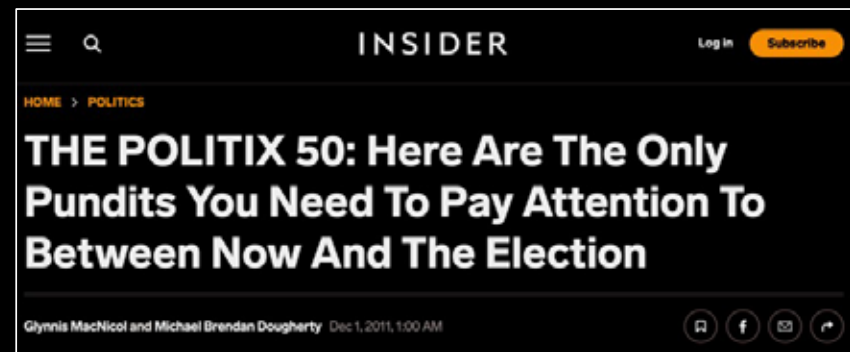 INSIDER
Log in
Subscribe
HOME > POLITICS
THE POLITIX 50: Here Are The Only
Pundits You Need To Pay Attention To
Between Now And The Election
Glynnis MacNicol and Michael Brendan Dougherty Dec 1, 2011, 1:00 AM